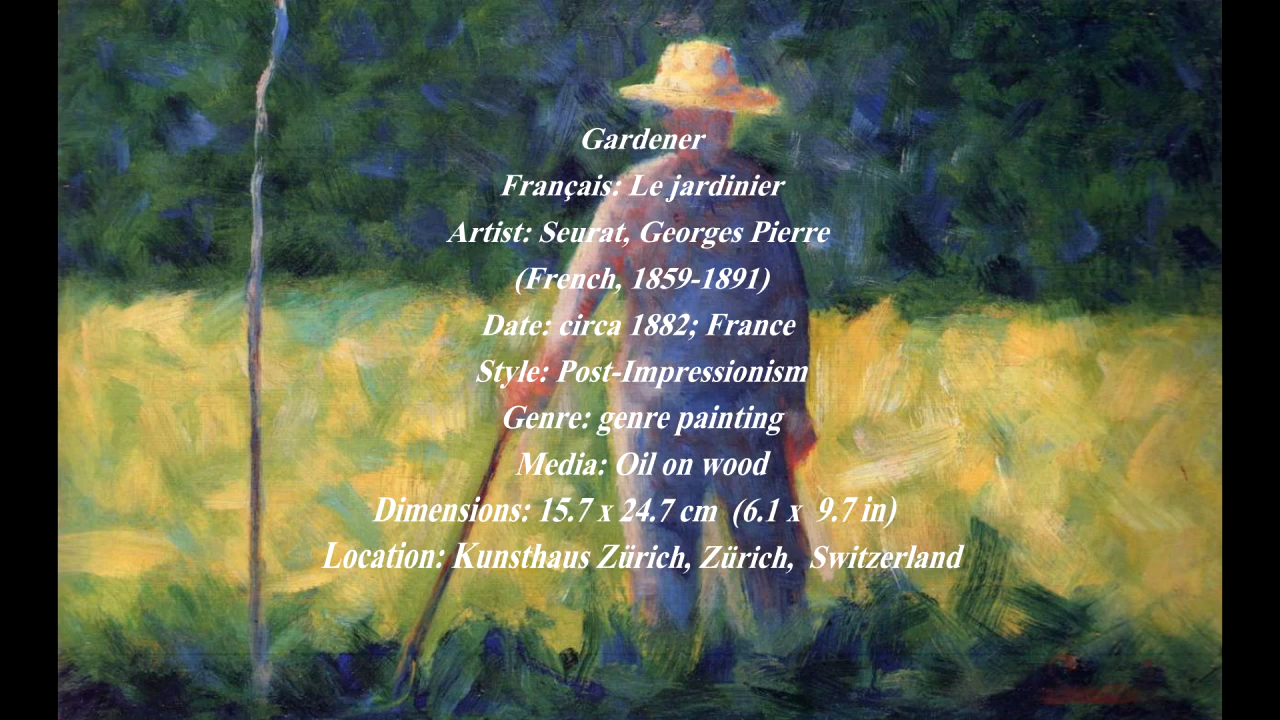 Gardener
Français: Le jardinier
Artist: Seurat, Georges Pierre
(French, 1859-1891)
Date: circa 1882; France
Style: Post-Impressionism
Genre: genre painting
Media: Oil on wood
Dimensions: 15.7 x 24.7 cm (6.1 x 9.7 in)
Location: Kunsthaus Zürich, Zürich, Switzerland